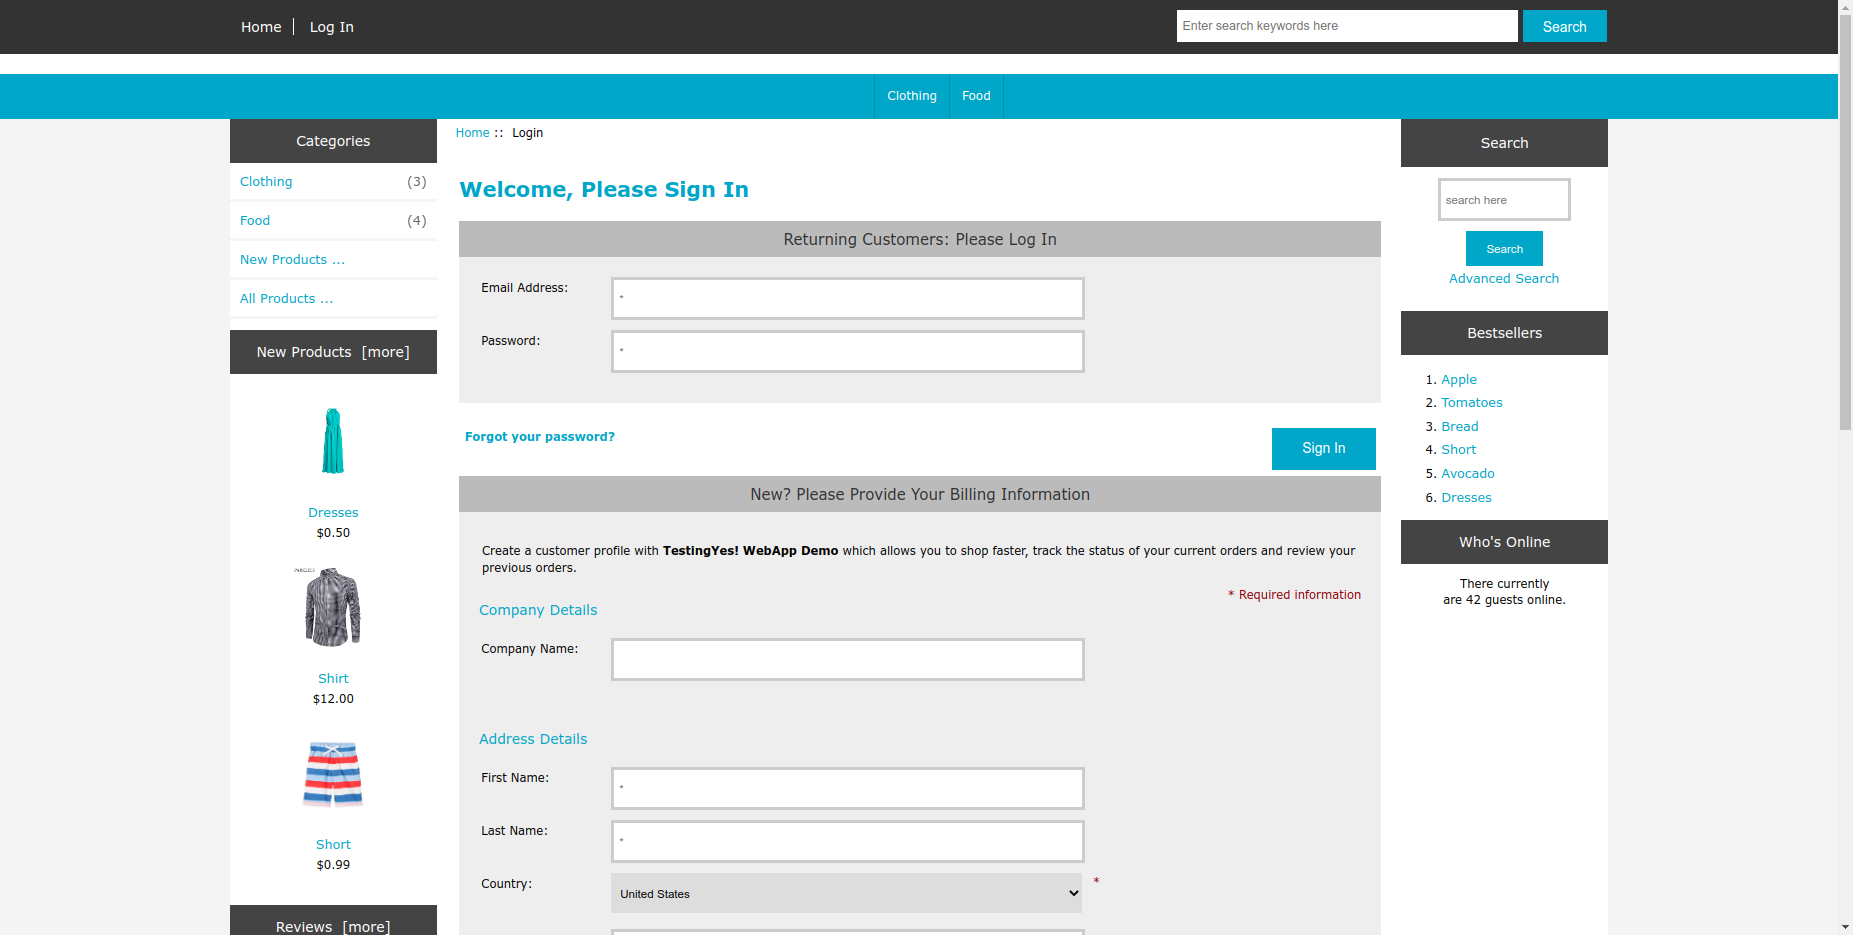 Home
Log In
Enter search keywords here
Search
Clothing
Food
Categories
Clothing (3)
Food (4)
New Products ...
All Products ...
New Products [more]
Dresses
$0.50
PARKLEES
Shirt
$12.00
Short
$0.99
Reviews [more]
Home :: Login
Welcome, Please Sign In
Returning Customers: Please Log In
Email Address:
*
Password:
*
Forgot your password?
Sign In
New? Please Provide Your Billing Information
Create a customer profile with TestingYes! WebApp Demo which allows you to shop faster, track the status of your current orders and review your
previous orders.
* Required information
Company Details
Company Name:
Address Details
First Name:
*
Last Name:
*
Country:
United States
*
Search
search here
Search
Advanced Search
Bestsellers
1. Apple
2. Tomatoes
3. Bread
4. Short
5. Avocado
6. Dresses
Who's Online
There currently
are 42 guests online.